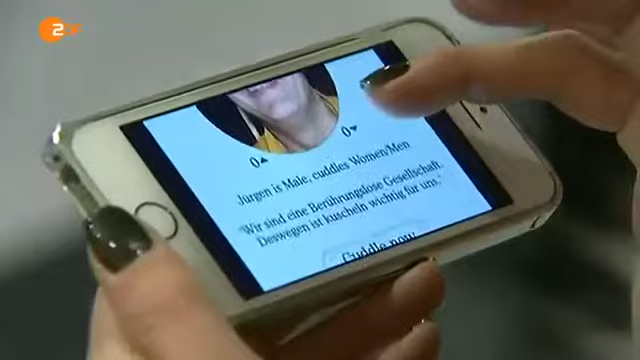 2
0▲
0▼
Jürgen is Male, cuddles Women/Men
"Wir sind eine Berührungslose Gesellschaft.
Deswegen ist kuscheln wichtig für uns."
Cuddle now